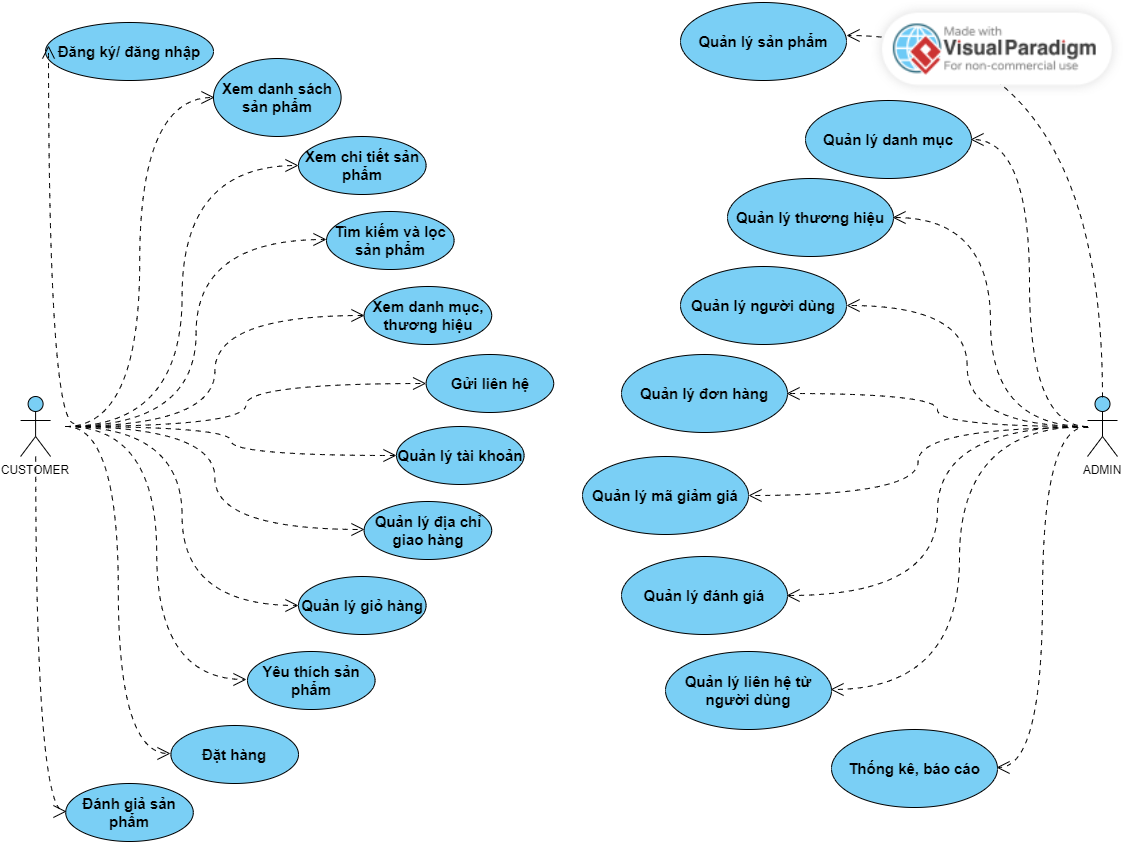 Đăng ký/ đăng nhập
Xem danh sách
sản phẩm
Xem chi tiết sản
phẩm
Tìm kiếm và lọc
sản phẩm
Xem danh mục,
thương hiệu
Gửi liên hệ
Quản lý tài khoản
Quản lý địa chỉ
giao hàng
Quản lý giỏ hàng
Yêu thích sản
phẩm
Đặt hàng
Đánh giá sản
phẩm
CUSTOMER
Quản lý sản phẩm
Made with
Visual Paradigm
For non-commercial use
Quản lý danh mục
Quản lý thương hiệu
Quản lý người dùng
Quản lý đơn hàng
Quản lý mã giảm giá
Quản lý đánh giá
Quản lý liên hệ từ
người dùng
Thống kê, báo cáo
ADMIN